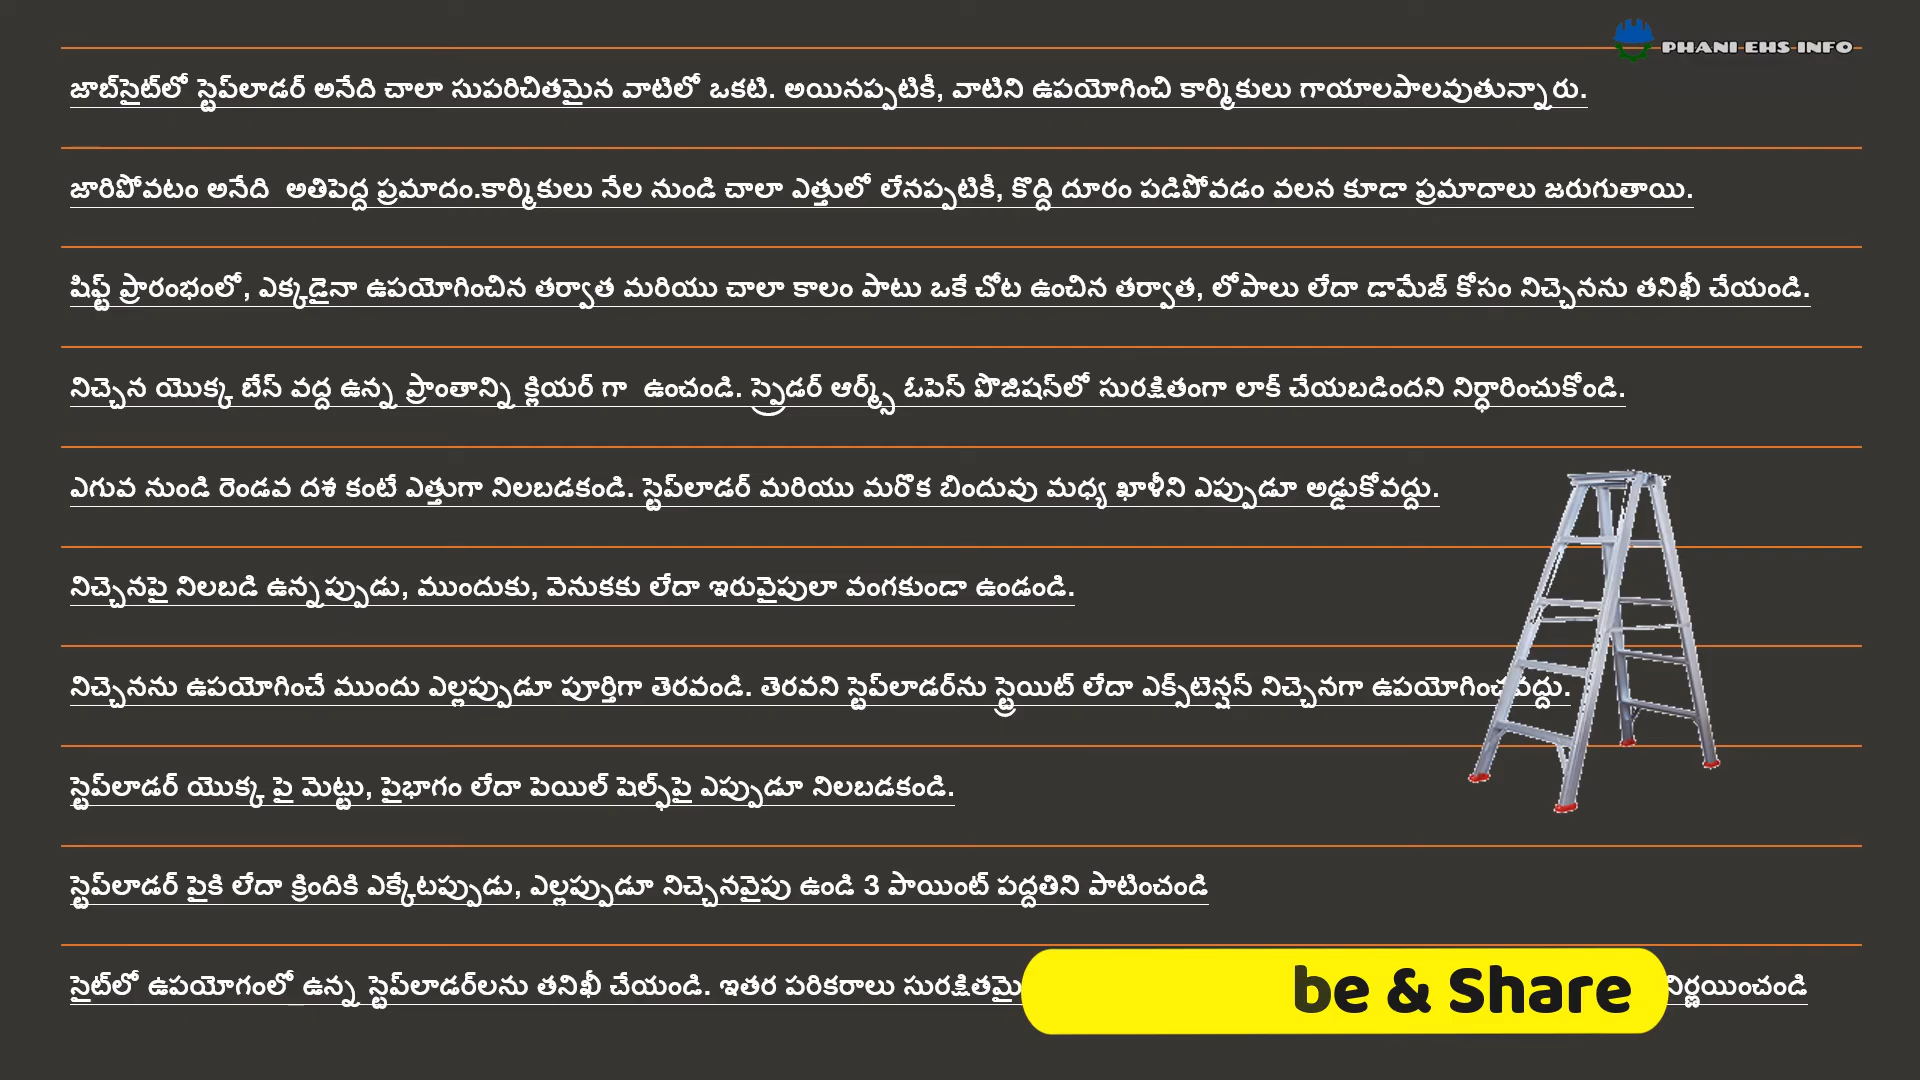 PHANI EHS INFO
జాబ్‌సైట్‌లో స్టెప్‌లాడర్ అనేది చాలా సుపరిచితమైన వాటిలో ఒకటి. అయినప్పటికీ, వాటిని ఉపయోగించి కార్మికులు గాయాలపాలవుతున్నారు.
జారిపోవటం అనేది అతిపెద్ద ప్రమాదం.కార్మికులు నేల నుండి చాలా ఎత్తులో లేనప్పటికీ, కొద్ది దూరం పడిపోవడం వలన కూడా ప్రమాదాలు జరుగుతాయి.
షిఫ్ట్ ప్రారంభంలో, ఎక్కడైనా ఉపయోగించిన తర్వాత మరియు చాలా కాలం పాటు ఒకే చోట ఉంచిన తర్వాత, లోపాలు లేదా డామేజ్ కోసం నిచ్చెనను తనిఖీ చేయండి.
నిచ్చెన యొక్క బేస్ వద్ద ఉన్న ప్రాంతాన్ని క్లియర్ గా ఉంచండి. స్ప్రెడర్ ఆర్మ్స్ ఓపెన్ పొజిషన్‌లో సురక్షితంగా లాక్ చేయబడిందని నిర్ధారించుకోండి.
ఎగువ నుండి రెండవ దశ కంటే ఎత్తుగా నిలబడకండి. స్టెప్‌లాడర్ మరియు మరొక బిందువు మధ్య ఖాళీని ఎప్పుడూ అడ్డుకోవద్దు.
నిచ్చెనపై నిలబడి ఉన్నప్పుడు, ముందుకు, వెనుకకు లేదా ఇరువైపులా వంగకుండా ఉండండి.
నిచ్చెనను ఉపయోగించే ముందు ఎల్లప్పుడూ పూర్తిగా తెరవండి. తెరవని స్టెప్‌లాడర్‌ను స్ట్రెయిట్ లేదా ఎక్స్‌టెన్షన్ నిచ్చెనగా ఉపయోగించవద్దు.
స్టెప్‌లాడర్ యొక్క పై మెట్టు, పైభాగం లేదా పెయిల్ షెల్ఫ్‌పై ఎప్పుడూ నిలబడకండి.
స్టెప్‌లాడర్ పైకి లేదా క్రిందికి ఎక్కేటప్పుడు, ఎల్లప్పుడూ నిచ్చెనవైపు ఉండి 3 పాయింట్ పద్దతిని పాటించండి
సైట్‌లో ఉపయోగంలో ఉన్న స్టెప్‌లాడర్‌లను తనిఖీ చేయండి. ఇతర పరికరాలు సురక్షితమై be & Share నిర్ణయించండి